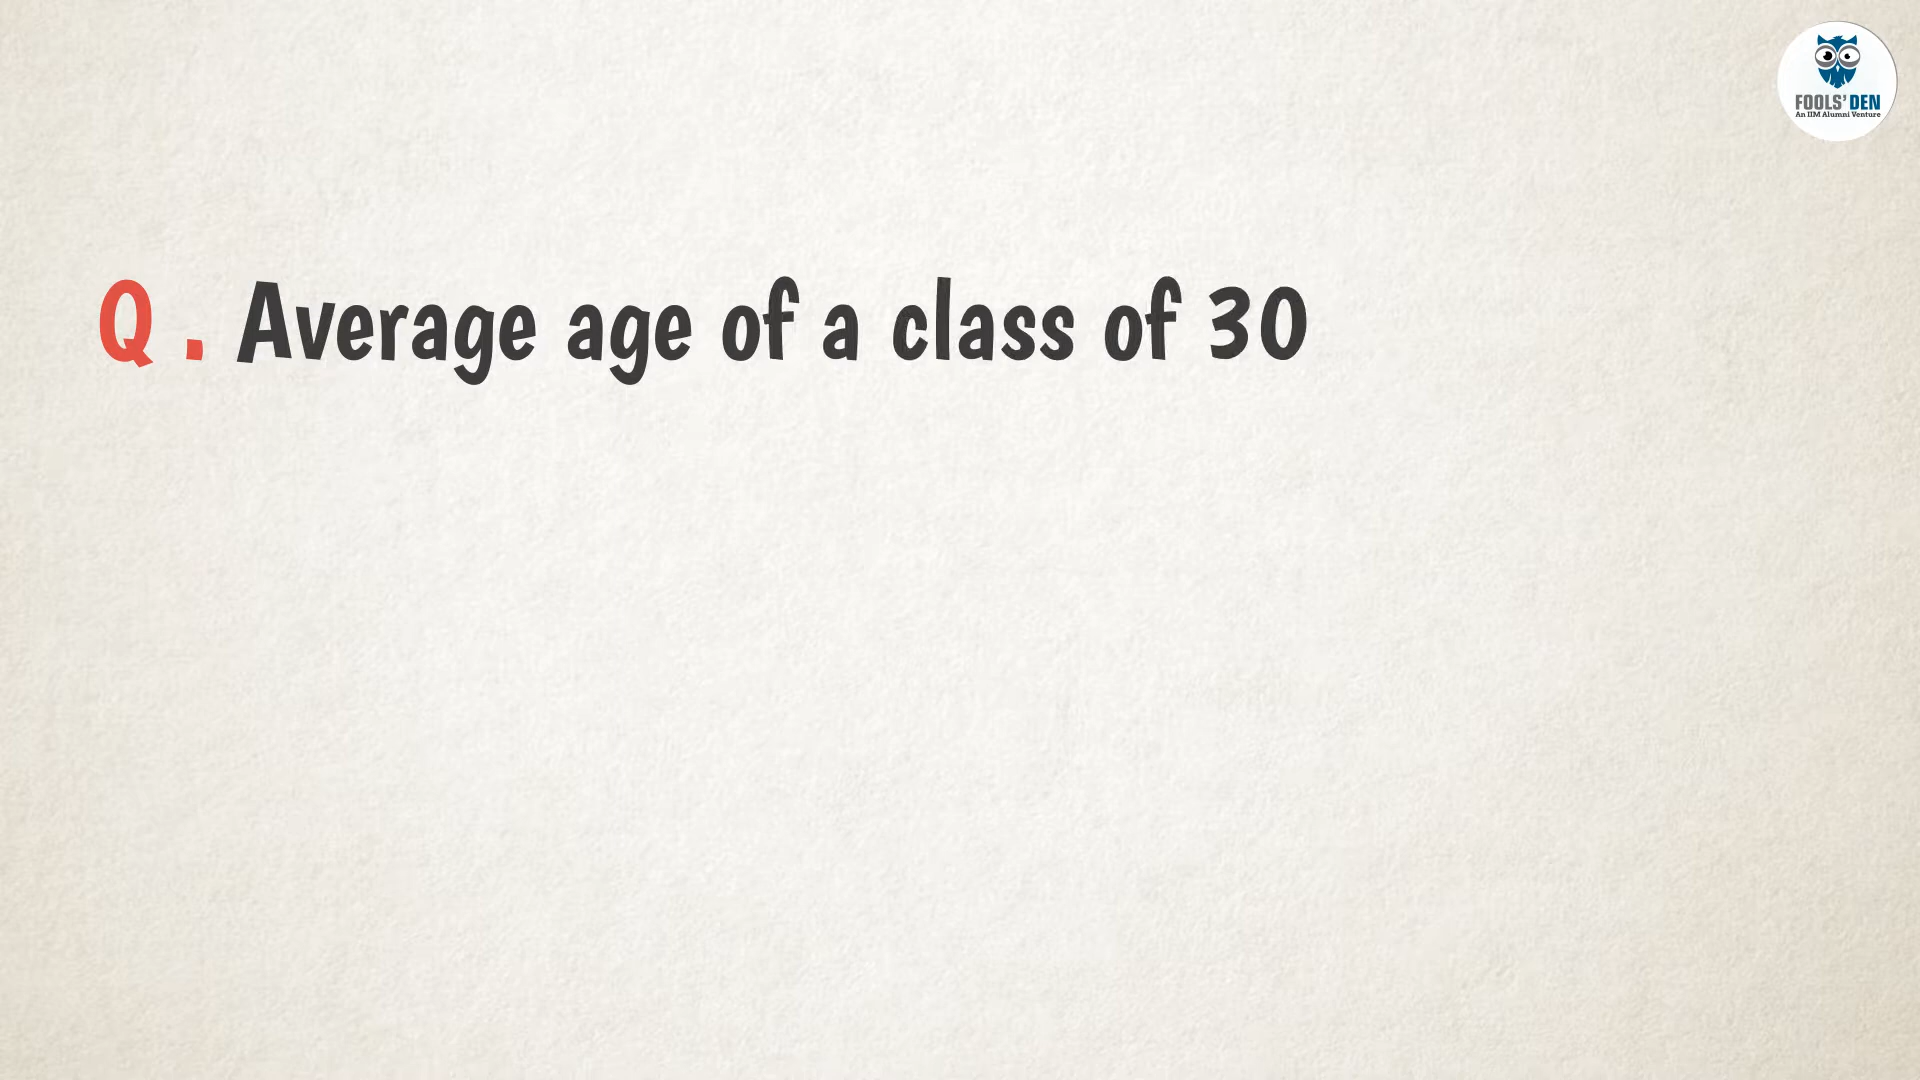 FOOLS' DEN
An IIM Alumni Venture
Q . Average age of a class of 30